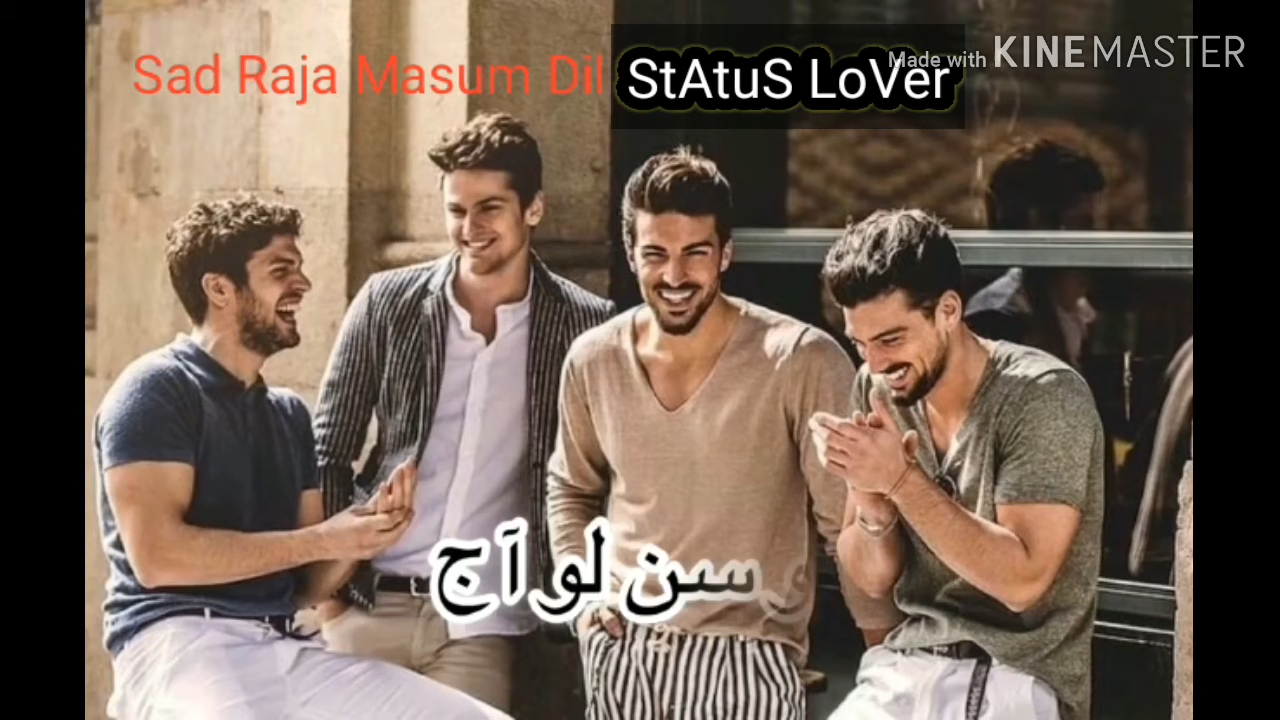 Sad Raja Masum Dil StAtuS LoVer
Made with KINEMASTER
سن لو آج